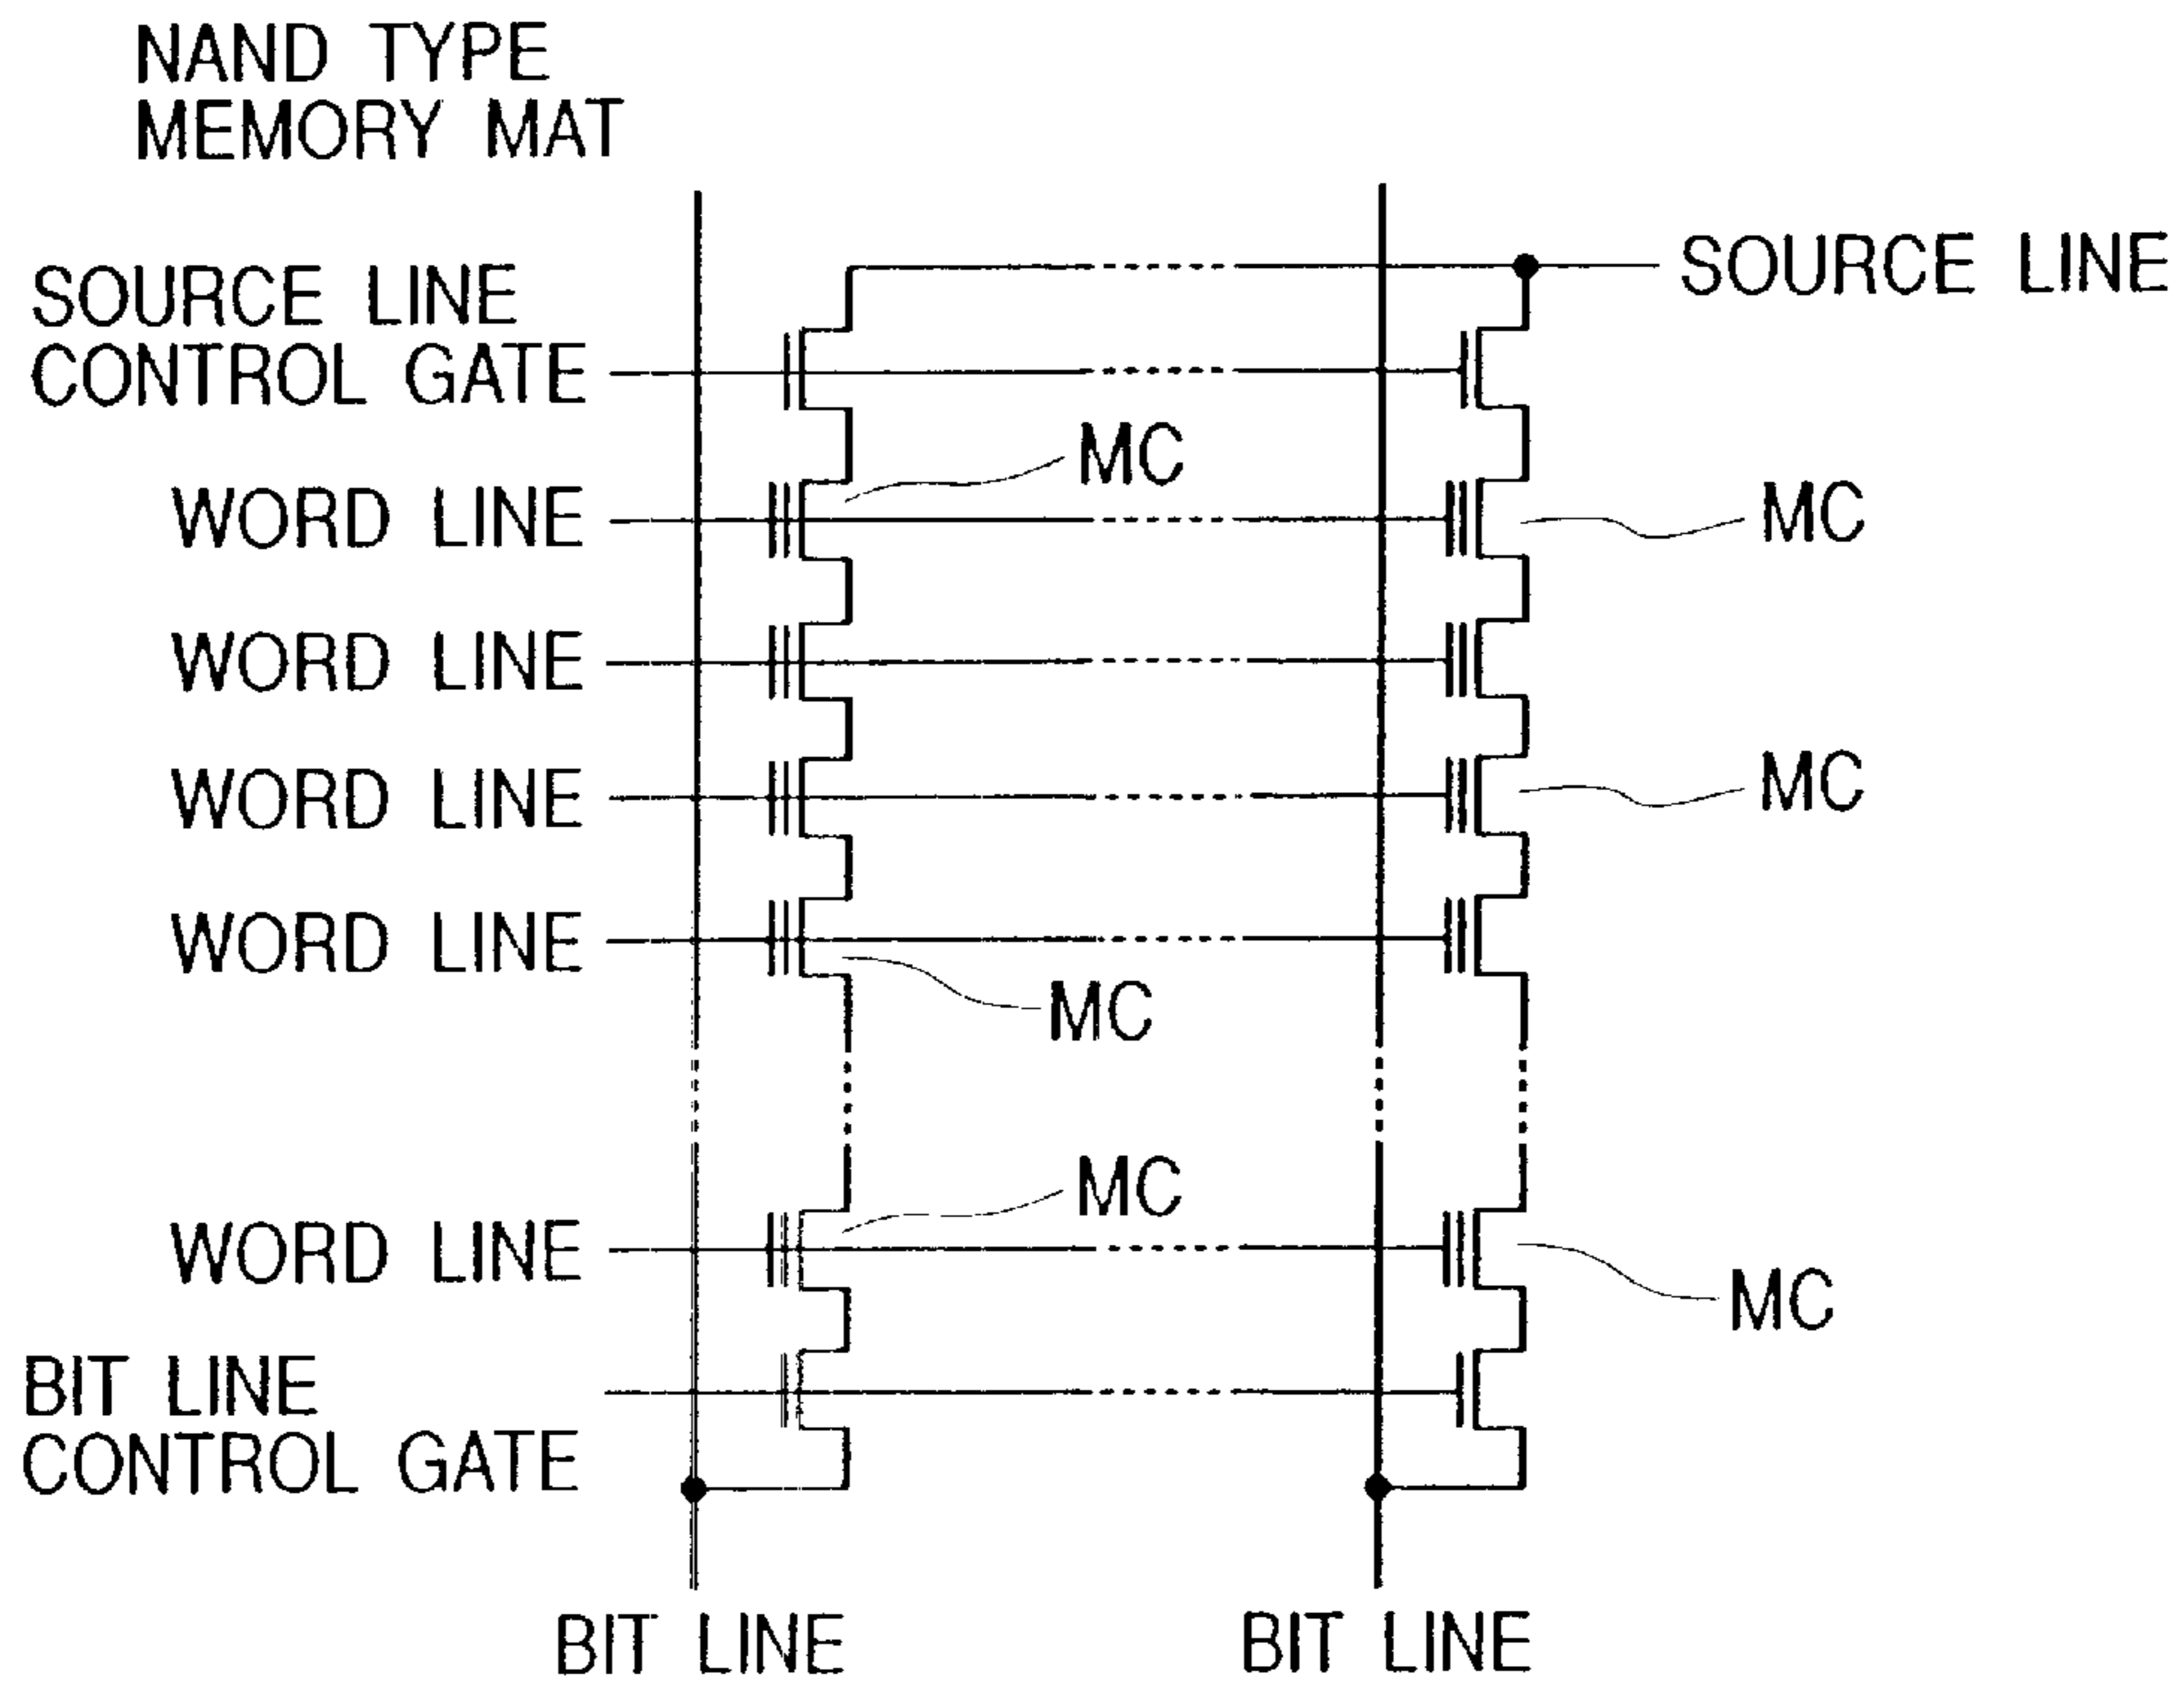 NAND TYPE
MEMORY MAT
SOURCE LINE
SOURCE LINE
CONTROL GATE
MC
WORD LINE
MC
WORD LINE
WORD LINE
MC
WORD LINE
MC
MC
WORD LINE
MC
BIT LINE
CONTROL GATE
BIT LINE
BIT LINE